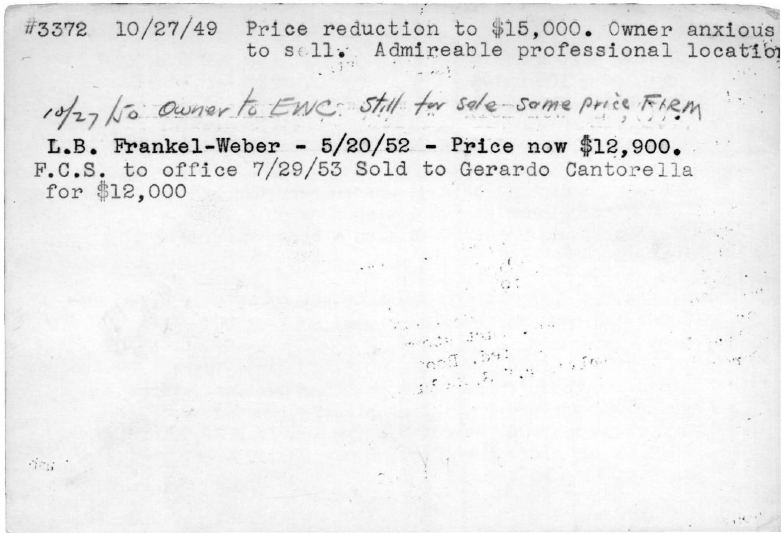 #3372 10/27/49 Price reduction to $15,000. Owner anxious
to sell. Admireable professional location
10/27/50 Owner to EWC. Still for sale - same price FIRM
L.B. Frankel-Weber - 5/20/52 - Price now $12,900.
F.C.S. to office 7/29/53 Sold to Gerardo Cantorella
for $12,000